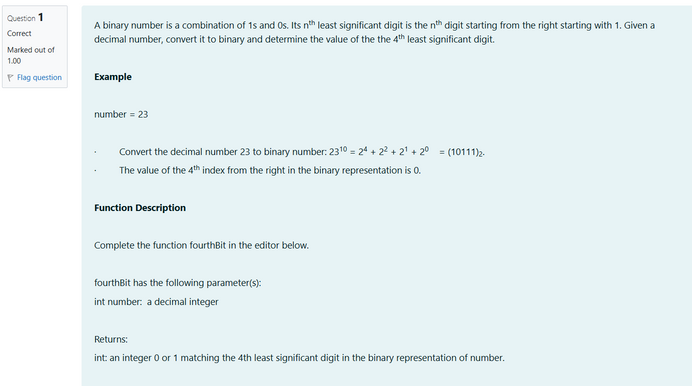 Question 1
Correct
Marked out of
1.00
Flag question
A binary number is a combination of 1s and 0s. Its nth least significant digit is the nth digit starting from the right starting with 1. Given a
decimal number, convert it to binary and determine the value of the the 4th least significant digit.
Example
number = 23
· Convert the decimal number 23 to binary number: 23¹⁰ = 2⁴ + 2² + 2¹ + 2⁰ = (10111)₂.
· The value of the 4th index from the right in the binary representation is 0.
Function Description
Complete the function fourthBit in the editor below.
fourthBit has the following parameter(s):
int number: a decimal integer
Returns:
int: an integer 0 or 1 matching the 4th least significant digit in the binary representation of number.